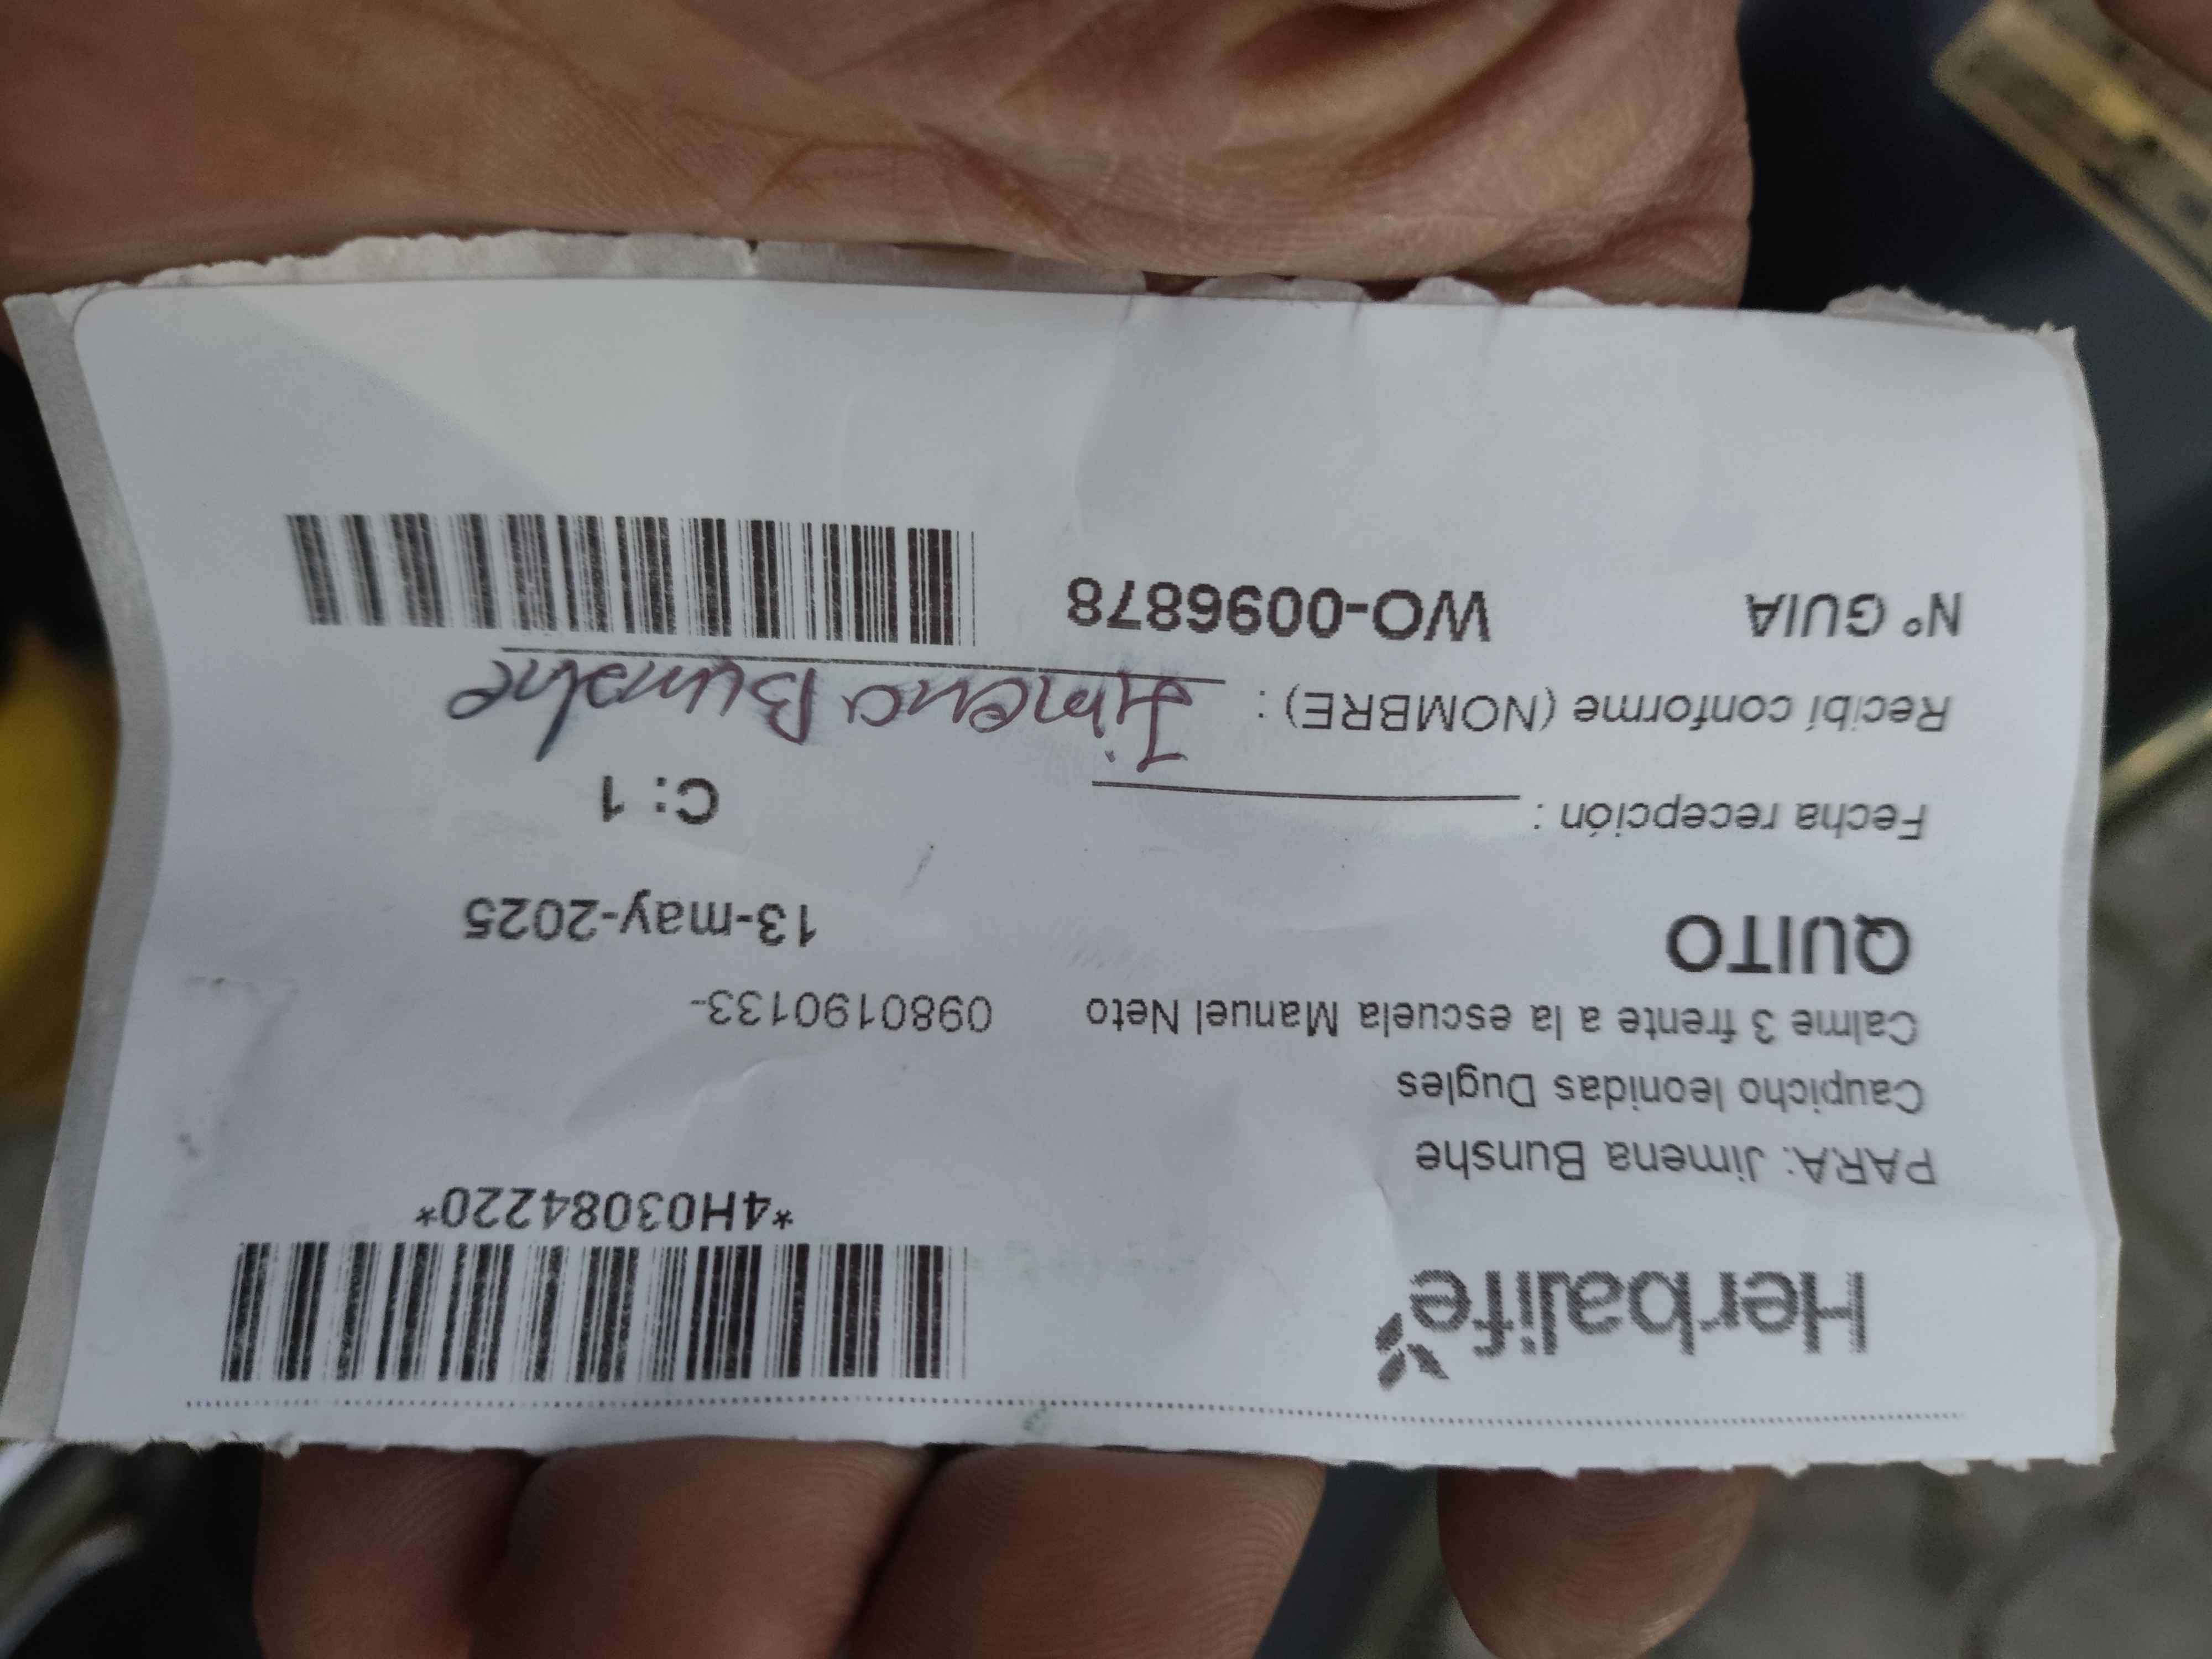 Herbalife
*4H03084220*
PARA: Jimena Bunshe
Caupicho leonidas Dugles
Calme 3 frente a la escuela Manuel Neto 0980190133-
QUITO 13-may-2025
Fecha recepción : C: 1
Recibí conforme (NOMBRE) : Jimena Bunshe
Nº GUIA WO-0096878